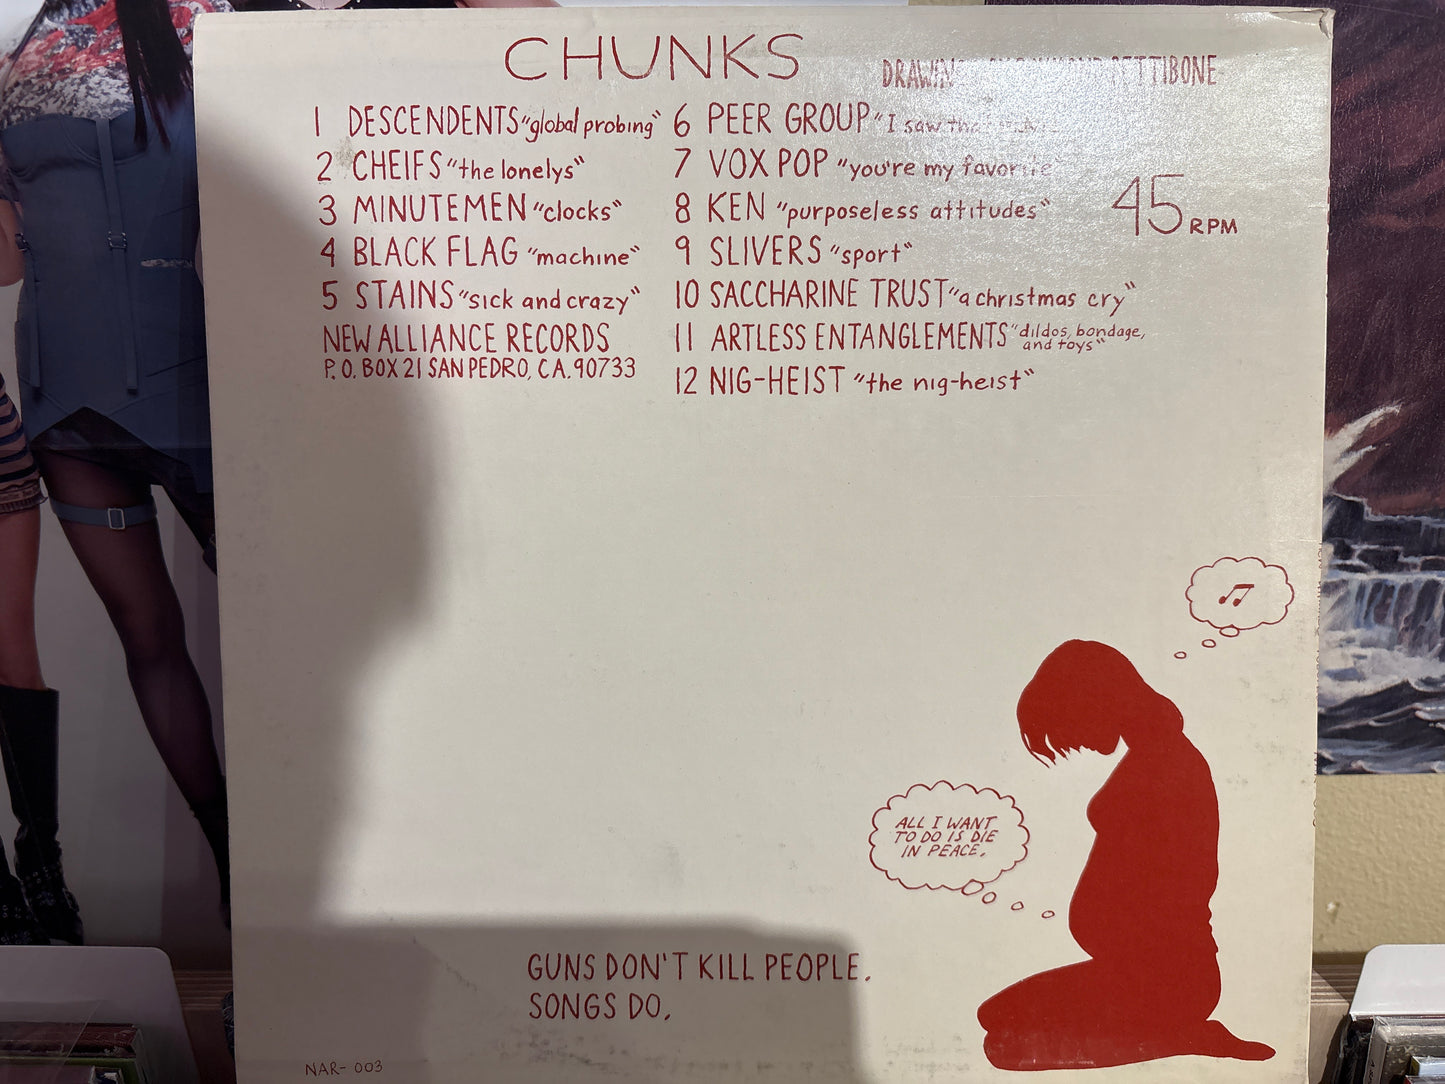 CHUNKS
PETTIBONE
1 DESCENDENTS "global probing"
2 CHEIFS "the lonelys"
3 MINUTEMEN "clocks"
4 BLACK FLAG "machine"
5 STAINS "sick and crazy"
NEW ALLIANCE RECORDS
P.O. BOX 21 SAN PEDRO, CA. 90733
6 PEER GROUP "I saw that
7 VOX POP "you're my favorite"
8 KEN "purposeless attitudes"
9 SLIVERS "sport"
10 SACCHARINE TRUST "a christmas cry"
11 ARTLESS ENTANGLEMENTS "dildos, bondage,
and toys"
12 NIG-HEIST "the nig-heist"
45 RPM
ALL I WANT
TO DO IS DIE
IN PEACE.
GUNS DON'T KILL PEOPLE.
SONGS DO.
NAR-003